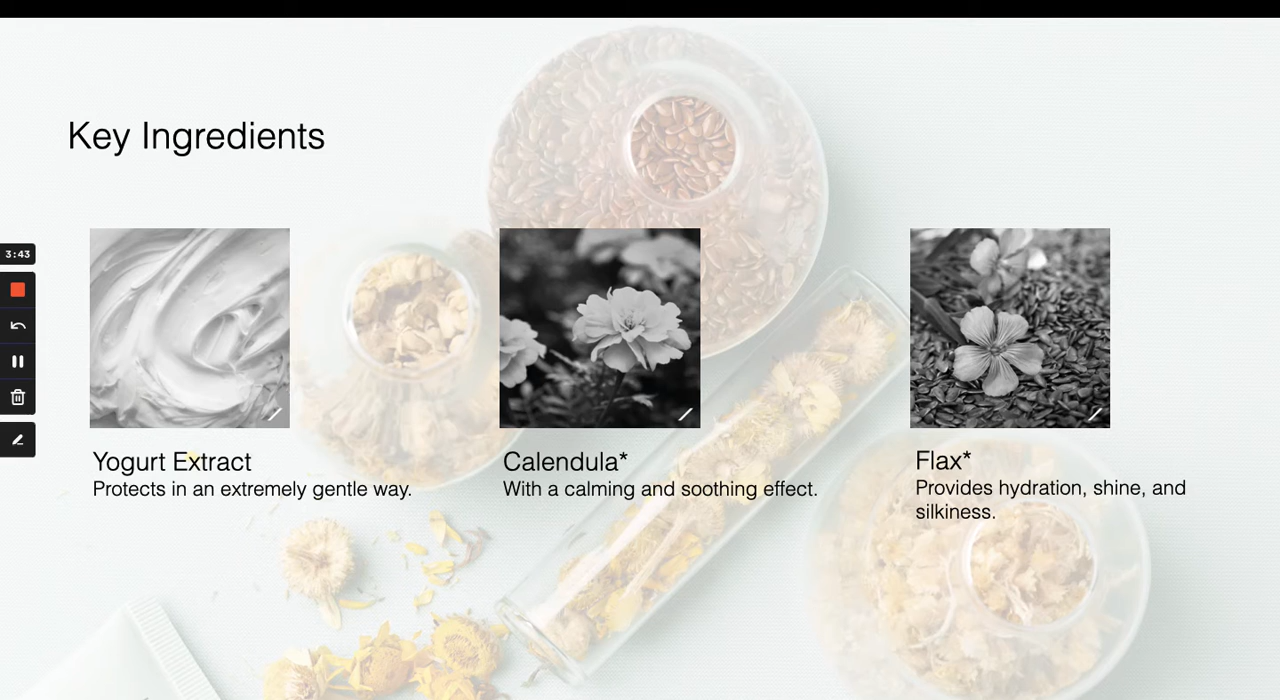 Key Ingredients
3:43
Yogurt Extract
Protects in an extremely gentle way.
Calendula*
With a calming and soothing effect.
Flax*
Provides hydration, shine, and
silkiness.